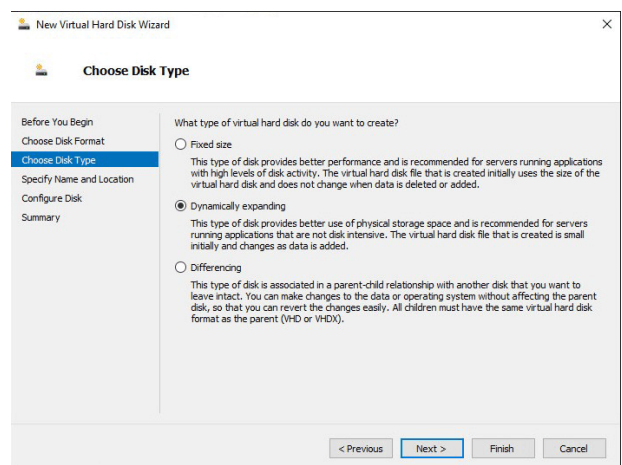 New Virtual Hard Disk Wizard
Choose Disk Type
Before You Begin
Choose Disk Format
Choose Disk Type
Specify Name and Location
Configure Disk
Summary
What type of virtual hard disk do you want to create?
Fixed size
This type of disk provides better performance and is recommended for servers running applications
with high levels of disk activity. The virtual hard disk file that is created initially uses the size of the
virtual hard disk and does not change when data is deleted or added.
Dynamically expanding
This type of disk provides better use of physical storage space and is recommended for servers
running applications that are not disk intensive. The virtual hard disk file that is created is small
initially and changes as data is added.
Differencing
This type of disk is associated in a parent-child relationship with another disk that you want to
leave intact. You can make changes to the data or operating system without affecting the parent
disk, so that you can revert the changes easily. All children must have the same virtual hard disk
format as the parent (VHD or VHDX).
< Previous
Next >
Finish
Cancel